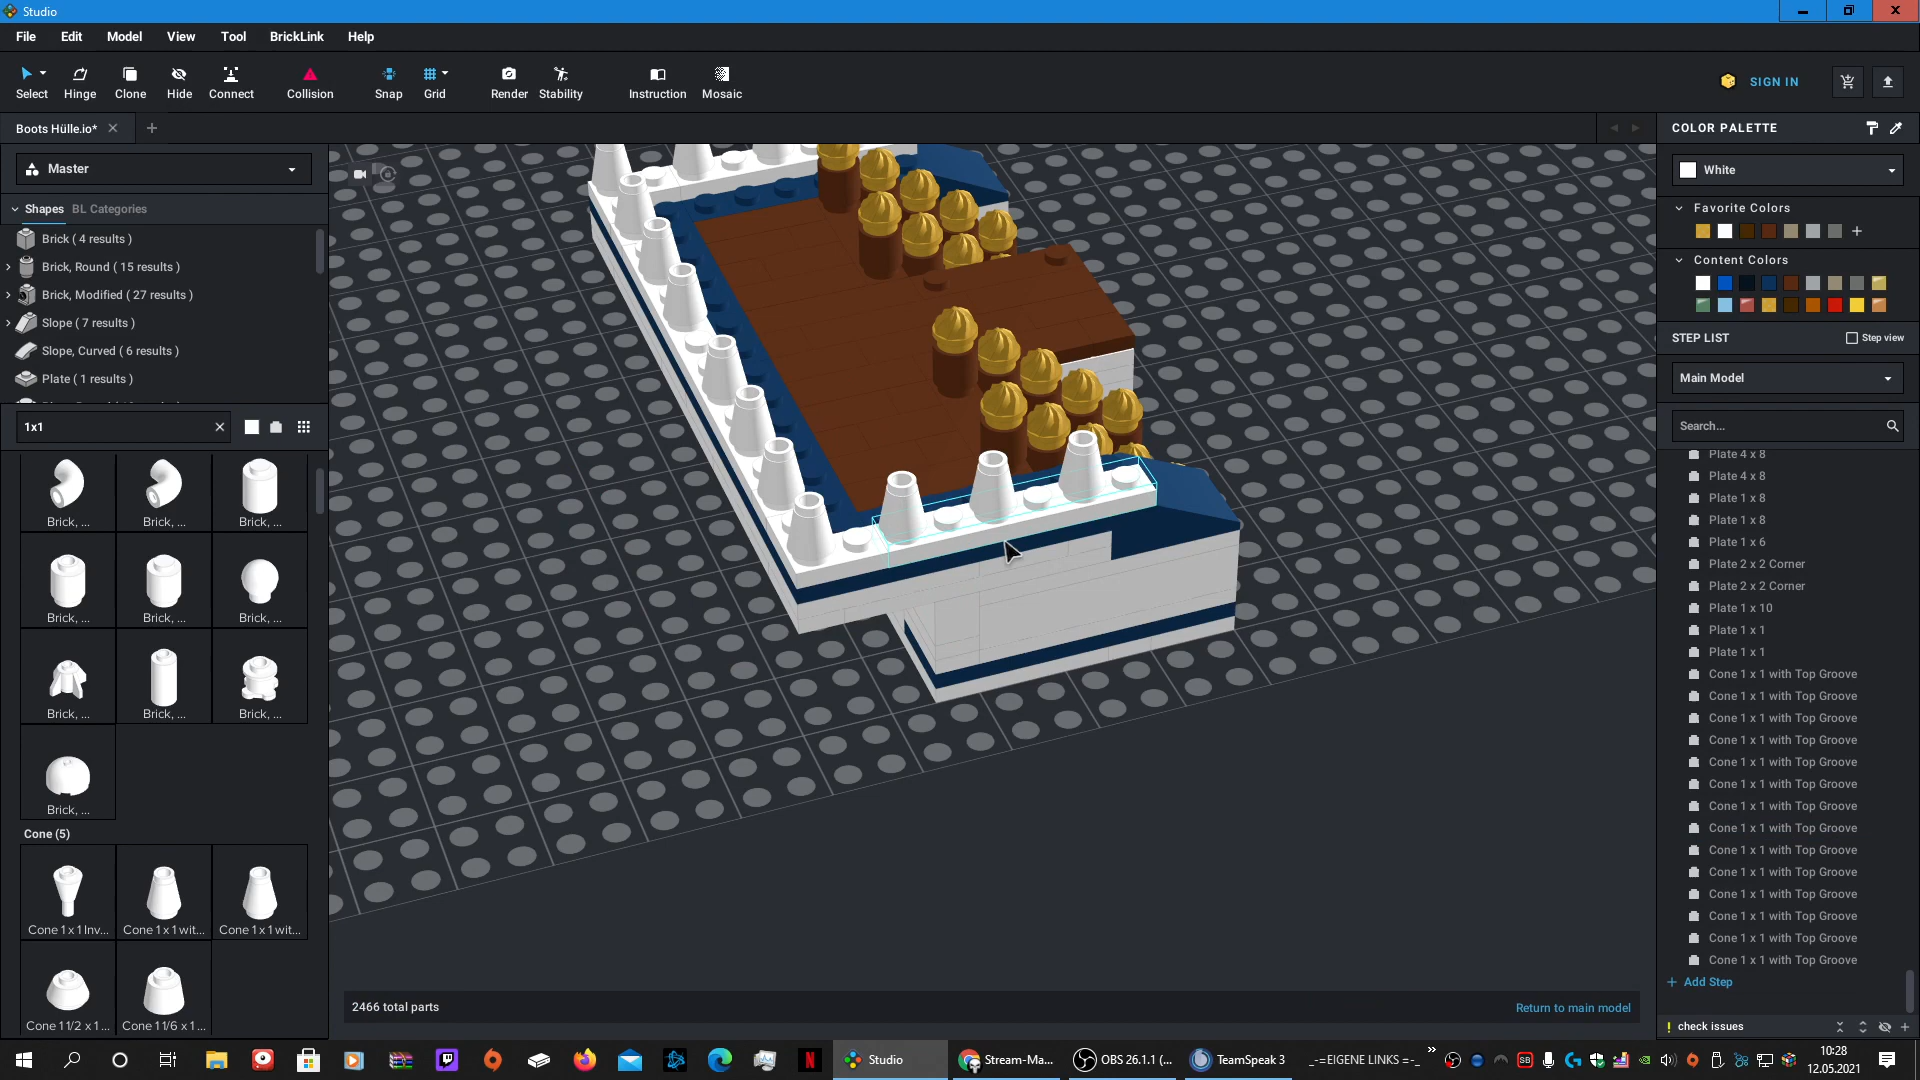 Studio
File Edit Model View Tool BrickLink Help
Select Hinge Clone Hide Connect Collision Snap Grid Render Stability Instruction Mosaic SIGN IN
Boots Hülle.io*
Master
Shapes BL Categories
Brick ( 4 results )
Brick, Round ( 15 results )
Brick, Modified ( 27 results )
Slope ( 7 results )
Slope, Curved ( 6 results )
Plate ( 1 results )
1x1
Brick, ... Brick, ... Brick, ...
Brick, ... Brick, ... Brick, ...
Brick, ... Brick, ... Brick, ...
Brick, ...
Cone (5)
Cone 1 x 1 Inv... Cone 1 x 1 wit... Cone 1 x 1 wit...
Cone 1 1/2 x 1... Cone 1 1/6 x 1...
2466 total parts
Return to main model
COLOR PALETTE
White
Favorite Colors
Content Colors
STEP LIST
Step view
Main Model
Search...
Plate 4 x 8
Plate 4 x 8
Plate 1 x 8
Plate 1 x 8
Plate 1 x 6
Plate 2 x 2 Corner
Plate 2 x 2 Corner
Plate 1 x 10
Plate 1 x 1
Plate 1 x 1
Cone 1 x 1 with Top Groove
Cone 1 x 1 with Top Groove
Cone 1 x 1 with Top Groove
Cone 1 x 1 with Top Groove
Cone 1 x 1 with Top Groove
Cone 1 x 1 with Top Groove
Cone 1 x 1 with Top Groove
Cone 1 x 1 with Top Groove
Cone 1 x 1 with Top Groove
Cone 1 x 1 with Top Groove
Cone 1 x 1 with Top Groove
Cone 1 x 1 with Top Groove
Cone 1 x 1 with Top Groove
Cone 1 x 1 with Top Groove
+ Add Step
check issues
Studio Stream-Ma... OBS 26.1.1 (... TeamSpeak 3 _-=EIGENE LINKS =-_
10:28
12.05.2021